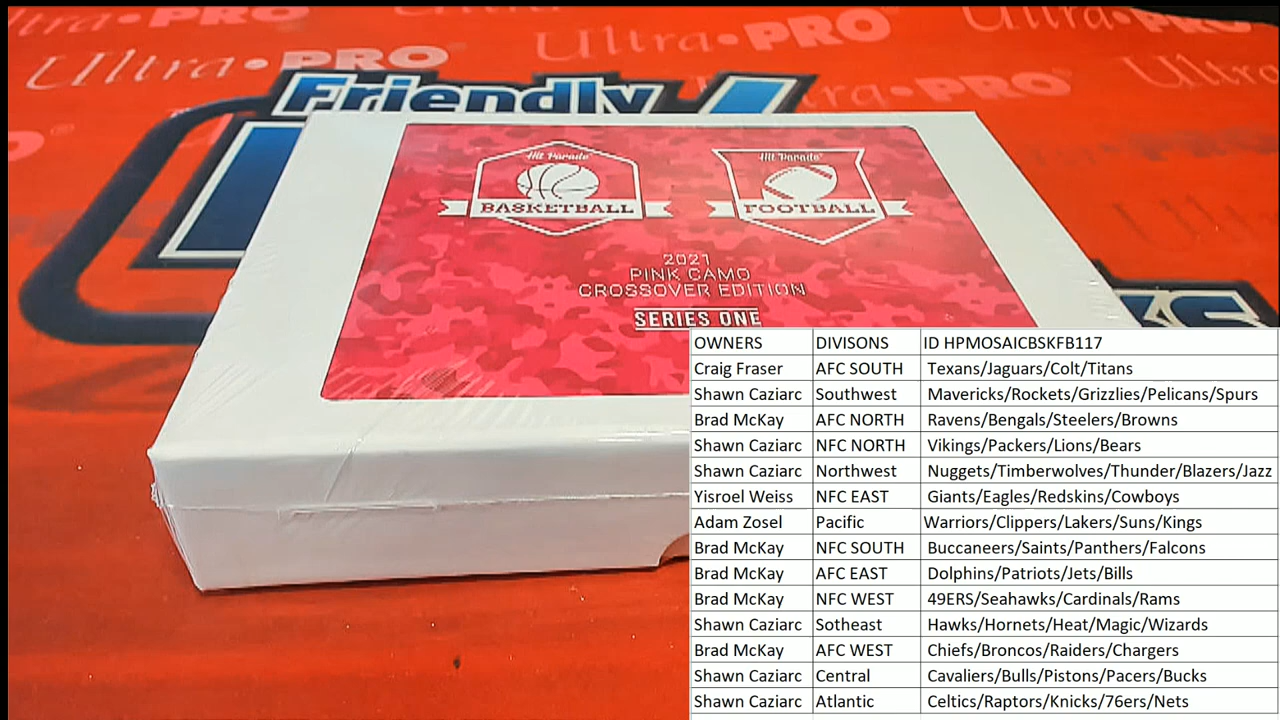 Ultra•PRO
Ultra•PRO
Ultra•PRO
Ultra•PRO
Friendly
Hit Parade
BASKETBALL
Hit Parade
FOOTBALL
2021
PINK CAMO
CROSSOVER EDITION
SERIES ONE
OWNERS DIVISONS ID HPMOSAICBSKFB117
Craig Fraser AFC SOUTH Texans/Jaguars/Colt/Titans
Shawn Caziarc Southwest Mavericks/Rockets/Grizzlies/Pelicans/Spurs
Brad McKay AFC NORTH Ravens/Bengals/Steelers/Browns
Shawn Caziarc NFC NORTH Vikings/Packers/Lions/Bears
Shawn Caziarc Northwest Nuggets/Timberwolves/Thunder/Blazers/Jazz
Yisroel Weiss NFC EAST Giants/Eagles/Redskins/Cowboys
Adam Zosel Pacific Warriors/Clippers/Lakers/Suns/Kings
Brad McKay NFC SOUTH Buccaneers/Saints/Panthers/Falcons
Brad McKay AFC EAST Dolphins/Patriots/Jets/Bills
Brad McKay NFC WEST 49ERS/Seahawks/Cardinals/Rams
Shawn Caziarc Sotheast Hawks/Hornets/Heat/Magic/Wizards
Brad McKay AFC WEST Chiefs/Broncos/Raiders/Chargers
Shawn Caziarc Central Cavaliers/Bulls/Pistons/Pacers/Bucks
Shawn Caziarc Atlantic Celtics/Raptors/Knicks/76ers/Nets